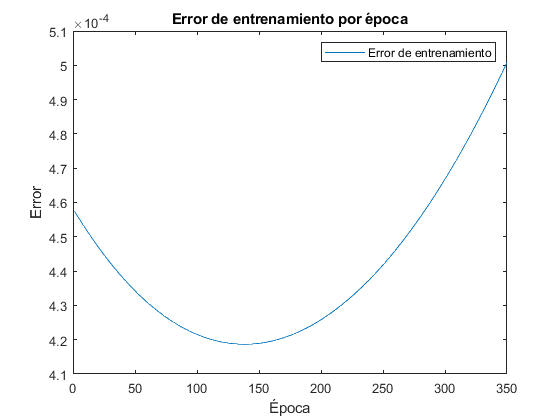 Error de entrenamiento por época
×10-4
5.1
5
4.9
4.8
4.7
4.6
4.5
4.4
4.3
4.2
4.1
Error
Error de entrenamiento
0 50 100 150 200 250 300 350
Época